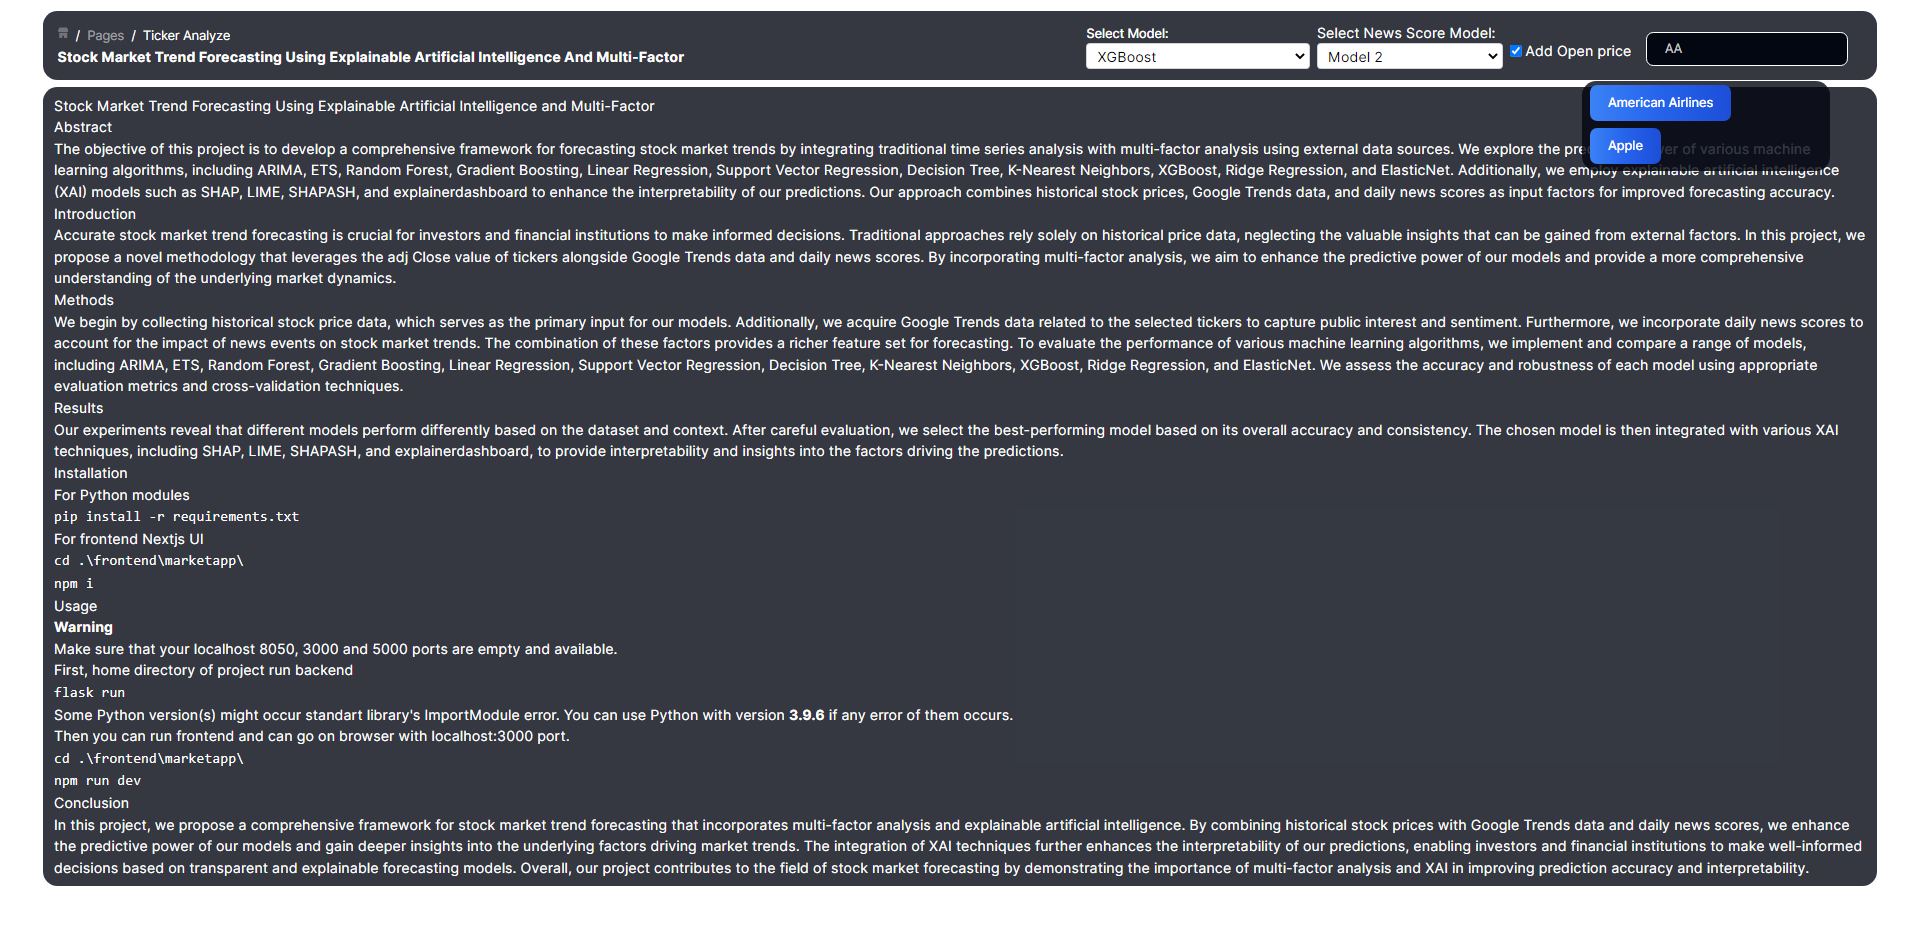 / Pages / Ticker Analyze
Stock Market Trend Forecasting Using Explainable Artificial Intelligence And Multi-Factor
Select Model:
XGBoost
Select News Score Model:
Model 2
Add Open price
AA
American Airlines
Apple
Stock Market Trend Forecasting Using Explainable Artificial Intelligence and Multi-Factor
Abstract
The objective of this project is to develop a comprehensive framework for forecasting stock market trends by integrating traditional time series analysis with multi-factor analysis using external data sources. We explore the of various machine
learning algorithms, including ARIMA, ETS, Random Forest, Gradient Boosting, Linear Regression, Support Vector Regression, Decision Tree, K-Nearest Neighbors, XGBoost, Ridge Regression, and ElasticNet. Additionally, we employ explainable artificial intelligence
(XAI) models such as SHAP, LIME, SHAPASH, and explainerdashboard to enhance the interpretability of our predictions. Our approach combines historical stock prices, Google Trends data, and daily news scores as input factors for improved forecasting accuracy.
Introduction
Accurate stock market trend forecasting is crucial for investors and financial institutions to make informed decisions. Traditional approaches rely solely on historical price data, neglecting the valuable insights that can be gained from external factors. In this project, we
propose a novel methodology that leverages the adj Close value of tickers alongside Google Trends data and daily news scores. By incorporating multi-factor analysis, we aim to enhance the predictive power of our models and provide a more comprehensive
understanding of the underlying market dynamics.
Methods
We begin by collecting historical stock price data, which serves as the primary input for our models. Additionally, we acquire Google Trends data related to the selected tickers to capture public interest and sentiment. Furthermore, we incorporate daily news scores to
account for the impact of news events on stock market trends. The combination of these factors provides a richer feature set for forecasting. To evaluate the performance of various machine learning algorithms, we implement and compare a range of models,
including ARIMA, ETS, Random Forest, Gradient Boosting, Linear Regression, Support Vector Regression, Decision Tree, K-Nearest Neighbors, XGBoost, Ridge Regression, and ElasticNet. We assess the accuracy and robustness of each model using appropriate
evaluation metrics and cross-validation techniques.
Results
Our experiments reveal that different models perform differently based on the dataset and context. After careful evaluation, we select the best-performing model based on its overall accuracy and consistency. The chosen model is then integrated with various XAI
techniques, including SHAP, LIME, SHAPASH, and explainerdashboard, to provide interpretability and insights into the factors driving the predictions.
Installation
For Python modules
pip install -r requirements.txt
For frontend Nextjs UI
cd .\frontend\marketapp\
npm i
Usage
Warning
Make sure that your localhost 8050, 3000 and 5000 ports are empty and available.
First, home directory of project run backend
flask run
Some Python version(s) might occur standart library's ImportModule error. You can use Python with version 3.9.6 if any error of them occurs.
Then you can run frontend and can go on browser with localhost:3000 port.
cd .\frontend\marketapp\
npm run dev
Conclusion
In this project, we propose a comprehensive framework for stock market trend forecasting that incorporates multi-factor analysis and explainable artificial intelligence. By combining historical stock prices with Google Trends data and daily news scores, we enhance
the predictive power of our models and gain deeper insights into the underlying factors driving market trends. The integration of XAI techniques further enhances the interpretability of our predictions, enabling investors and financial institutions to make well-informed
decisions based on transparent and explainable forecasting models. Overall, our project contributes to the field of stock market forecasting by demonstrating the importance of multi-factor analysis and XAI in improving prediction accuracy and interpretability.